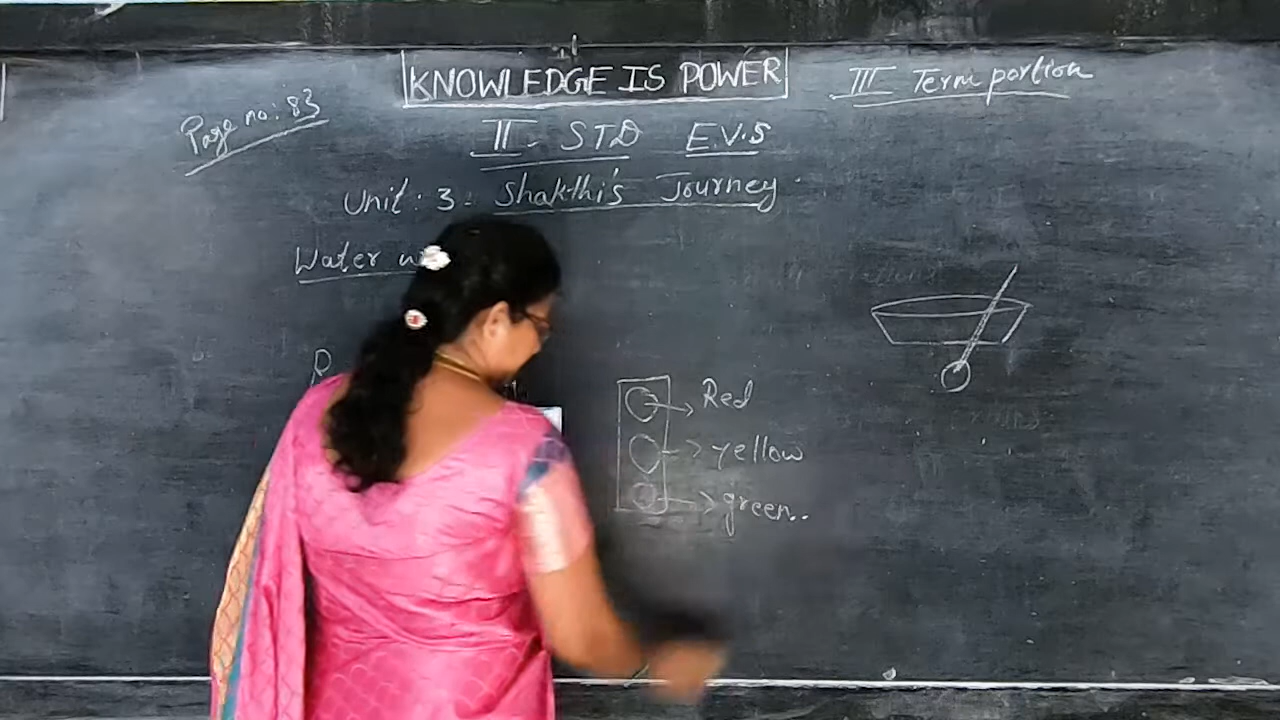 KNOWLEDGE IS POWER
III Term portion
Page no: 83
II - STD E.V.S
Unit: 3: Shakthi's Journey
Water
Red
yellow
green..